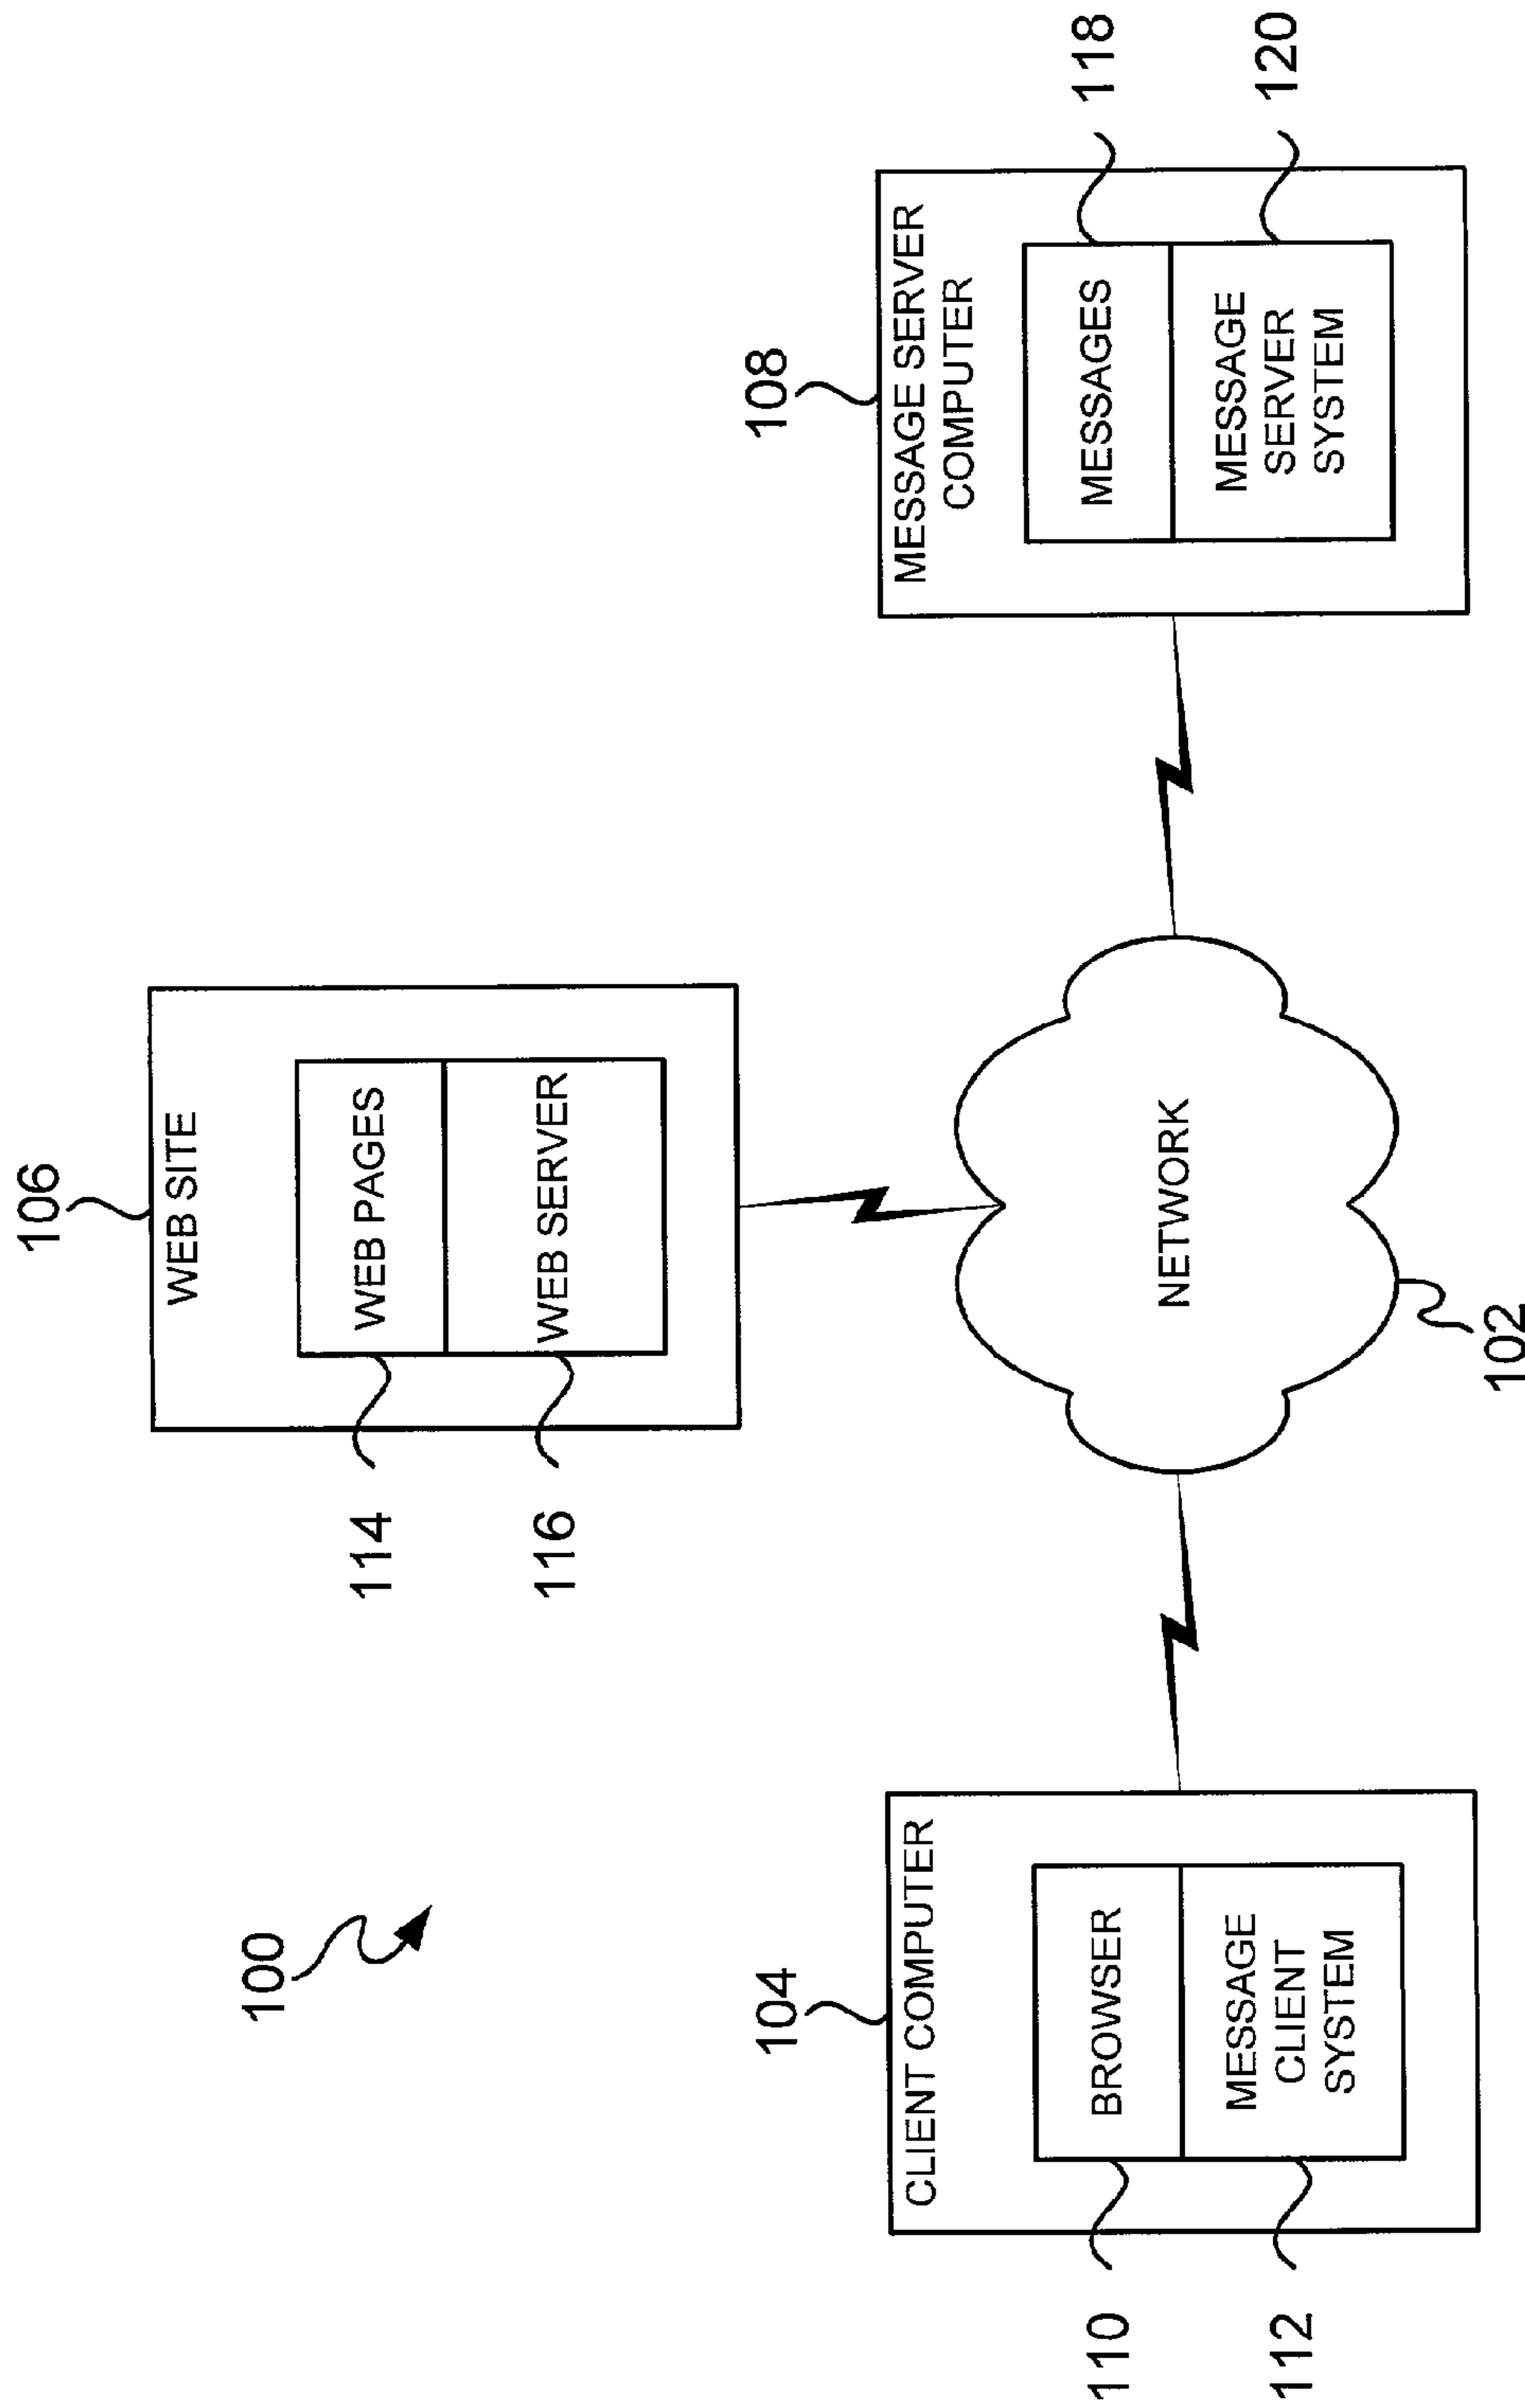 106
WEB SITE
114
WEB PAGES
116
WEB SERVER
100
104
CLIENT COMPUTER
110
BROWSER
112
MESSAGE
CLIENT
SYSTEM
NETWORK
102
108
MESSAGE SERVER
COMPUTER
MESSAGES
118
MESSAGE
SERVER
SYSTEM
120